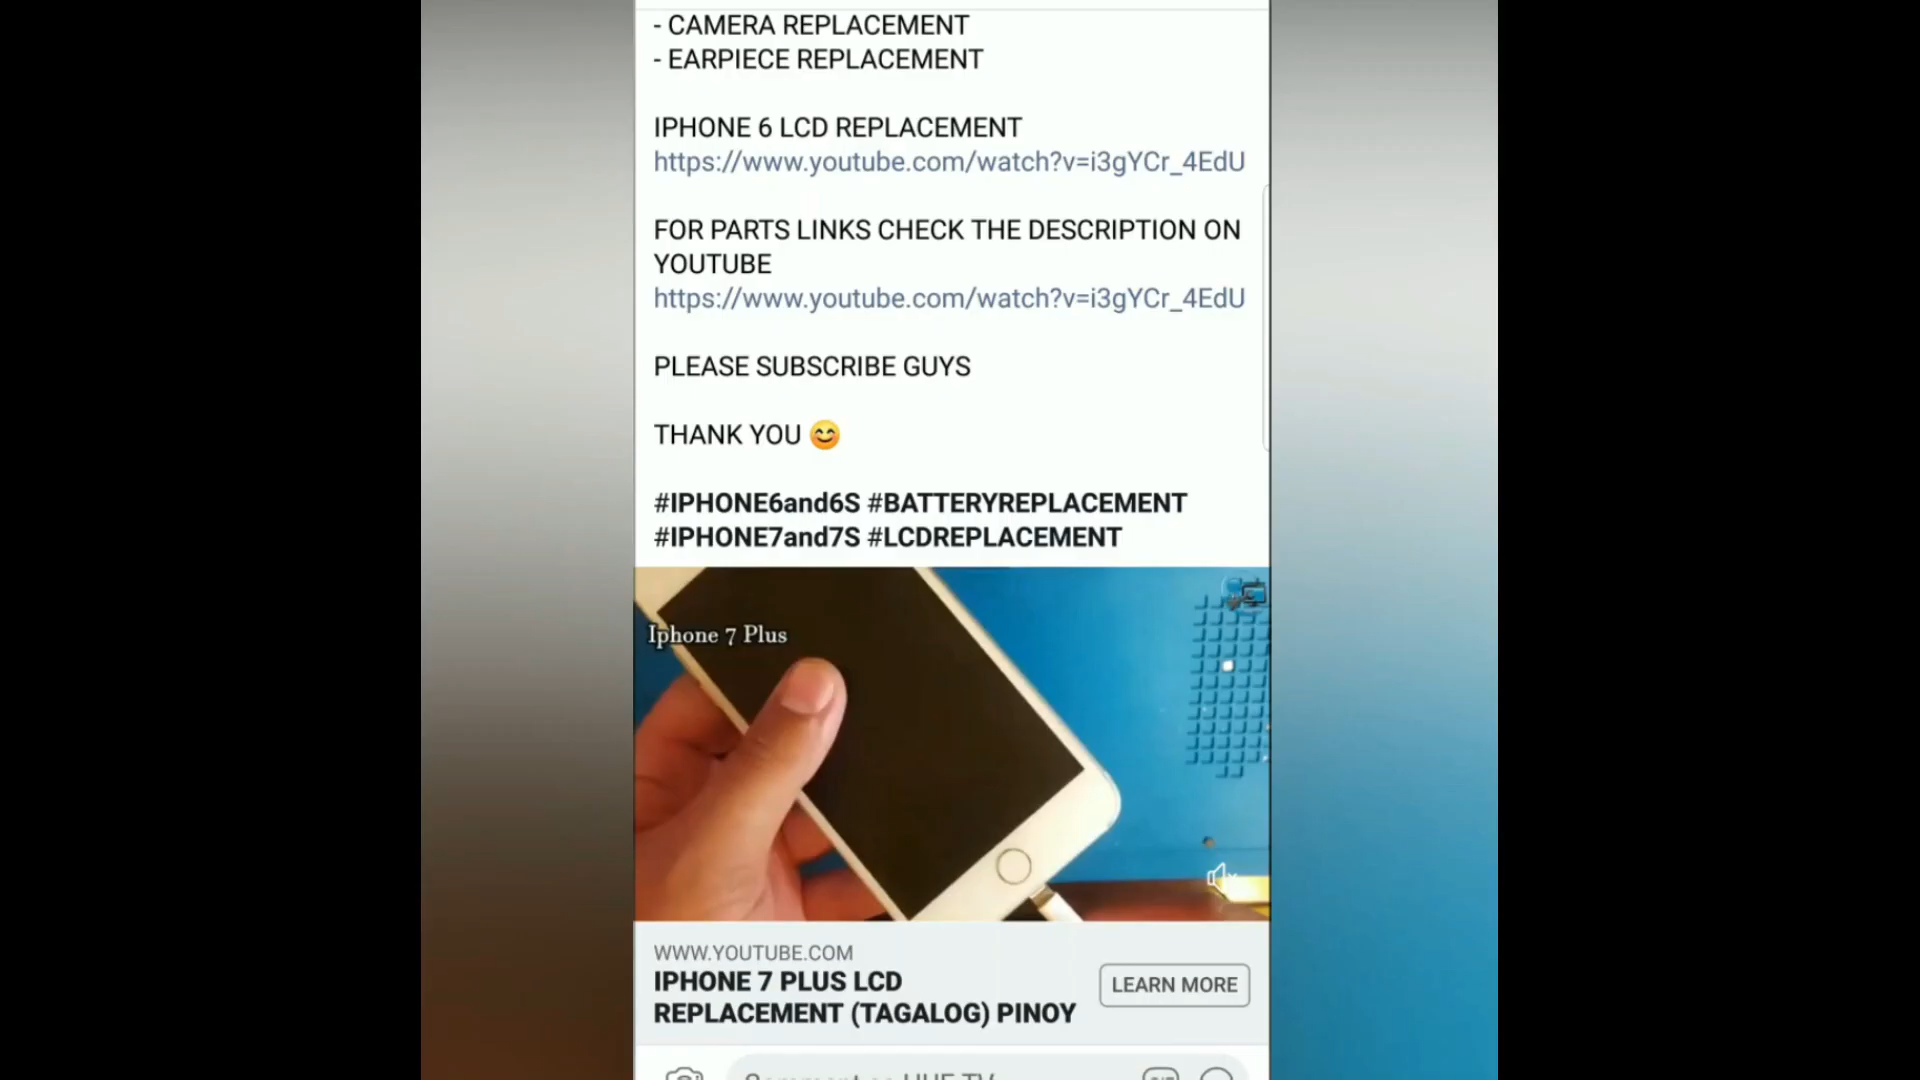 - CAMERA REPLACEMENT
- EARPIECE REPLACEMENT
IPHONE 6 LCD REPLACEMENT
https://www.youtube.com/watch?v=i3gYCr_4EdU
FOR PARTS LINKS CHECK THE DESCRIPTION ON
YOUTUBE
https://www.youtube.com/watch?v=i3gYCr_4EdU
PLEASE SUBSCRIBE GUYS
THANK YOU 😊
#IPHONE6and6S #BATTERYREPLACEMENT
#IPHONE7and7S #LCDREPLACEMENT
Iphone 7 Plus
WWW.YOUTUBE.COM
IPHONE 7 PLUS LCD
REPLACEMENT (TAGALOG) PINOY
LEARN MORE